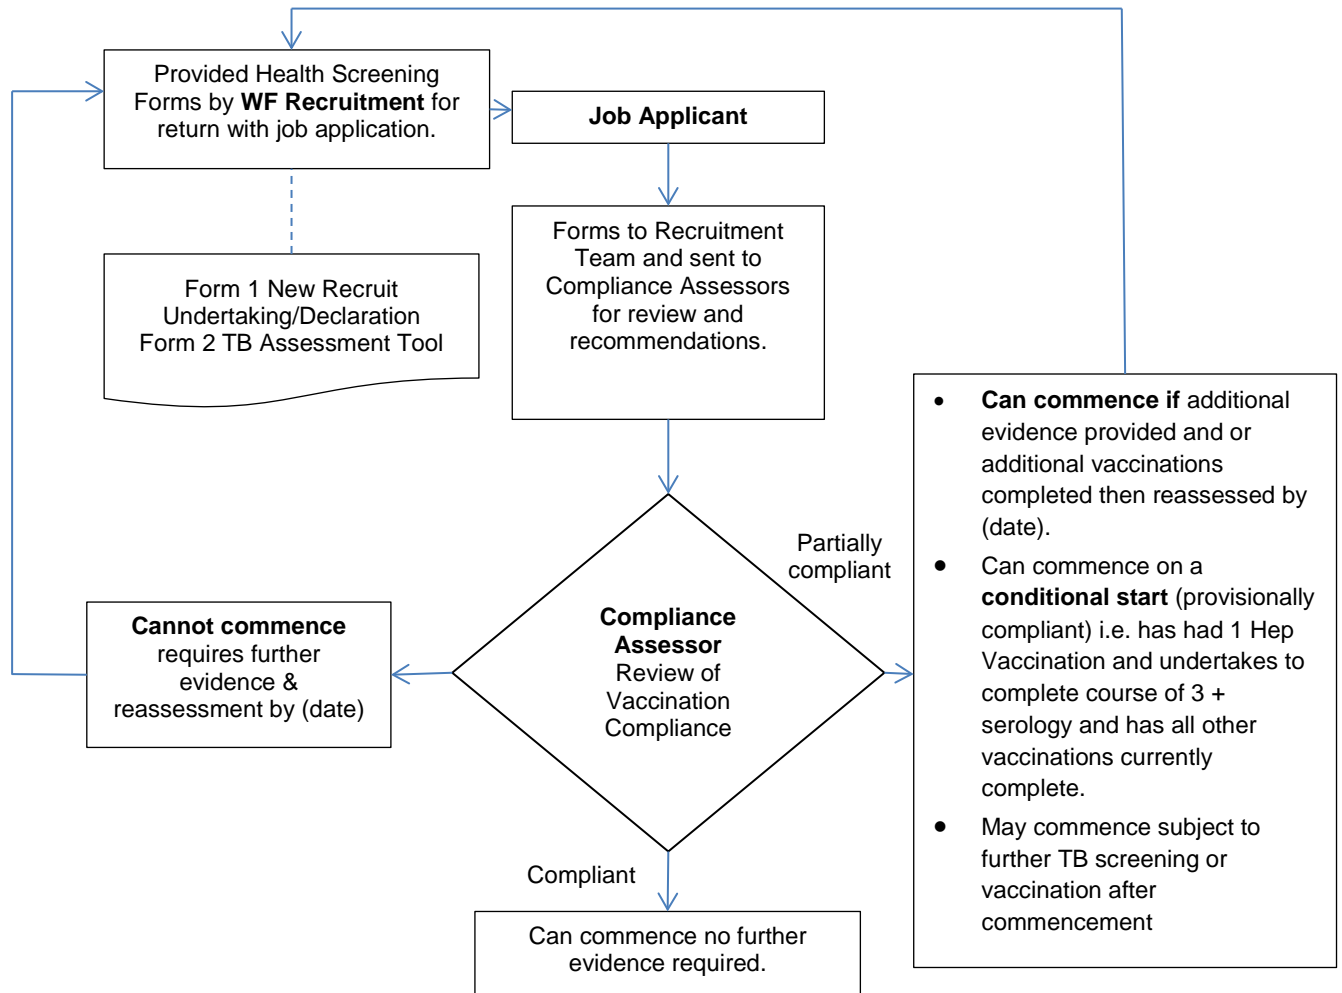 Provided Health Screening
Forms by WF Recruitment for
return with job application.
Job Applicant
Form 1 New Recruit
Undertaking/Declaration
Form 2 TB Assessment Tool
Forms to Recruitment
Team and sent to
Compliance Assessors
for review and
recommendations.
Partially
compliant
Compliance
Assessor
Review of
Vaccination
Compliance
Cannot commence
requires further
evidence &
reassessment by (date)
• Can commence if additional
evidence provided and or
additional vaccinations
completed then reassessed by
(date).
• Can commence on a
conditional start (provisionally
compliant) i.e. has had 1 Hep
Vaccination and undertakes to
complete course of 3 +
serology and has all other
vaccinations currently
complete.
• May commence subject to
further TB screening or
vaccination after
commencement
Compliant
Can commence no further
evidence required.